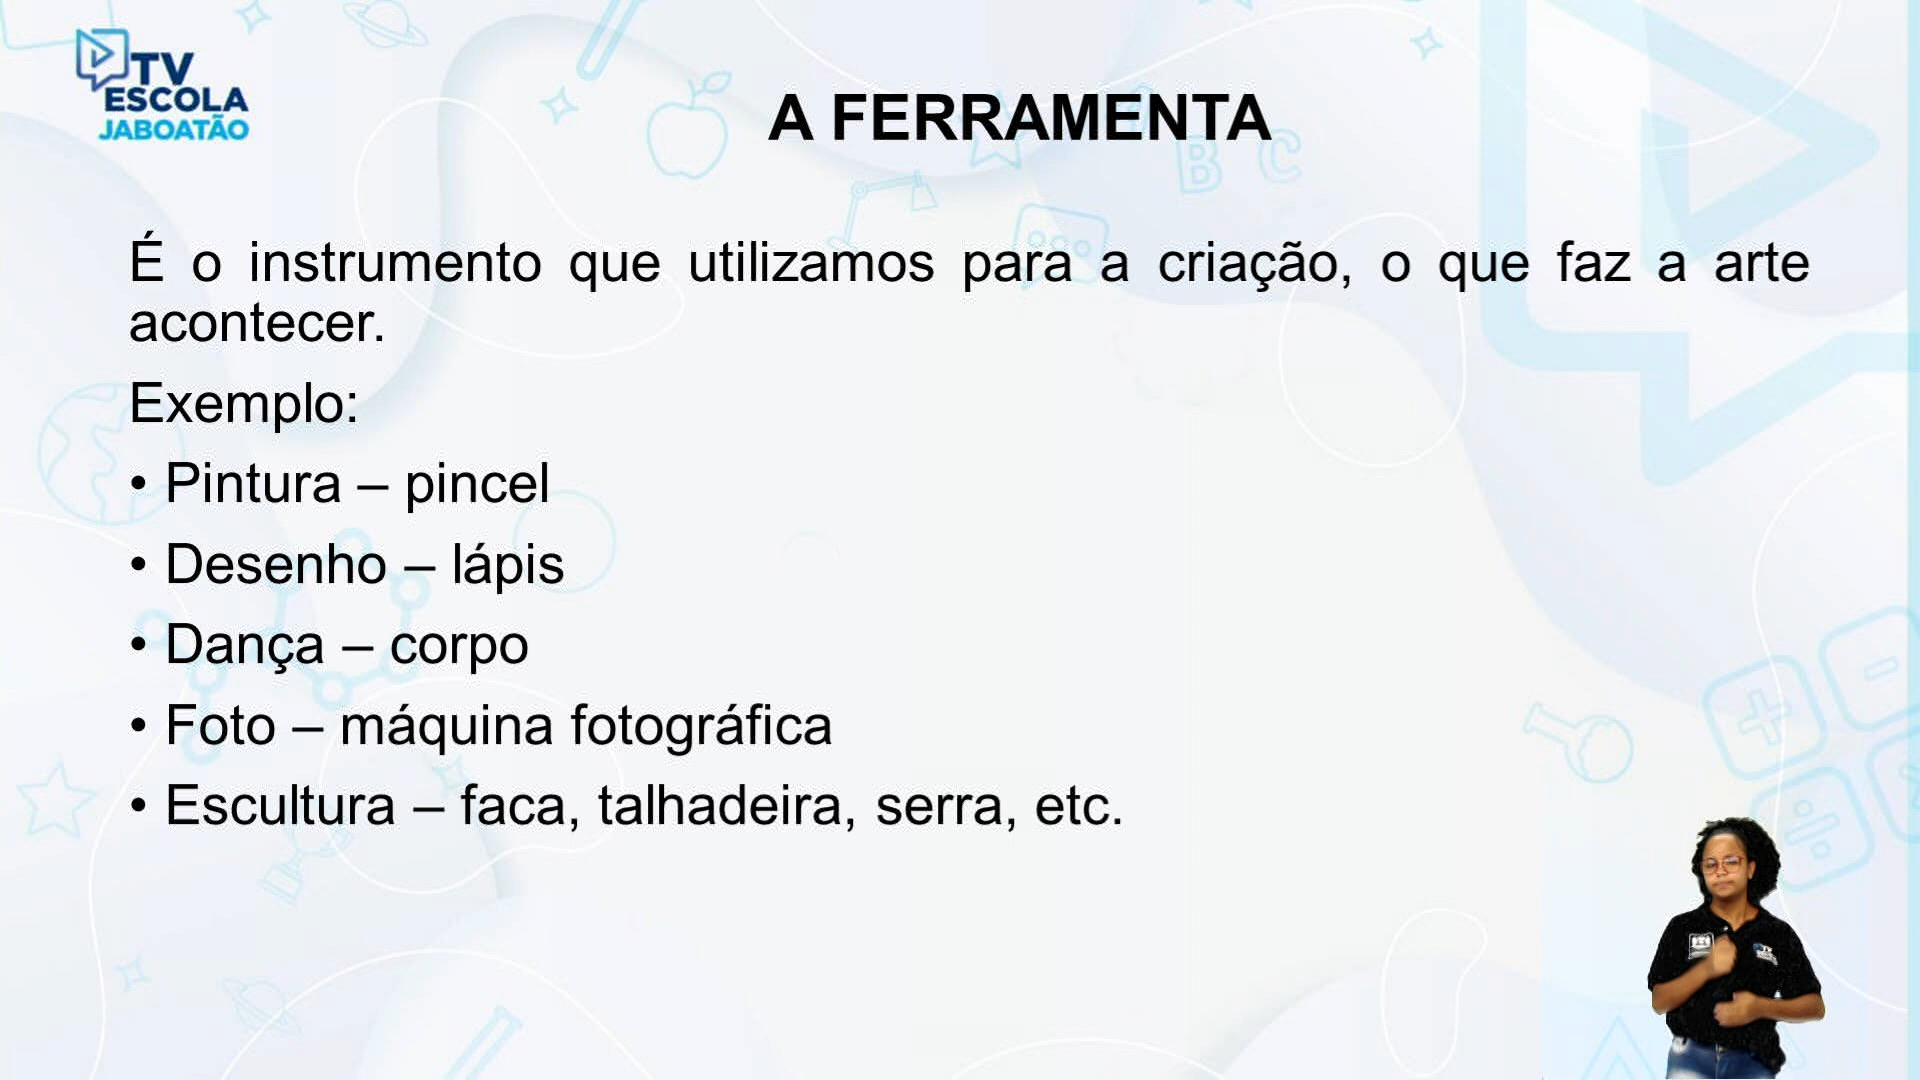 TV
ESCOLA
JABOATÃO
A FERRAMENTA
B C
É o instrumento que utilizamos para a criação, o que faz a arte
acontecer.
Exemplo:
• Pintura – pincel
• Desenho – lápis
• Dança – corpo
• Foto – máquina fotográfica
• Escultura – faca, talhadeira, serra, etc.